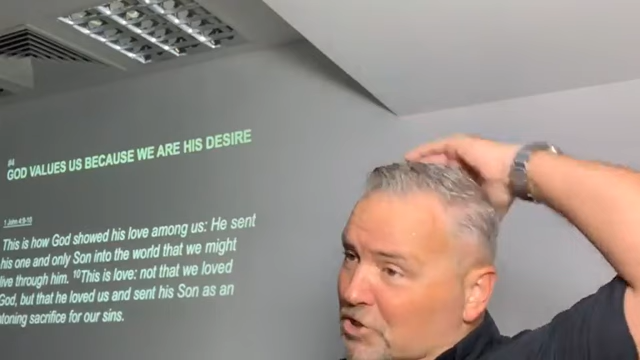 #4
GOD VALUES US BECAUSE WE ARE HIS DESIRE
1 John 4:9-10
This is how God showed his love among us: He sent
his one and only Son into the world that we might
live through him. ¹⁰This is love: not that we loved
God, but that he loved us and sent his Son as an
atoning sacrifice for our sins.